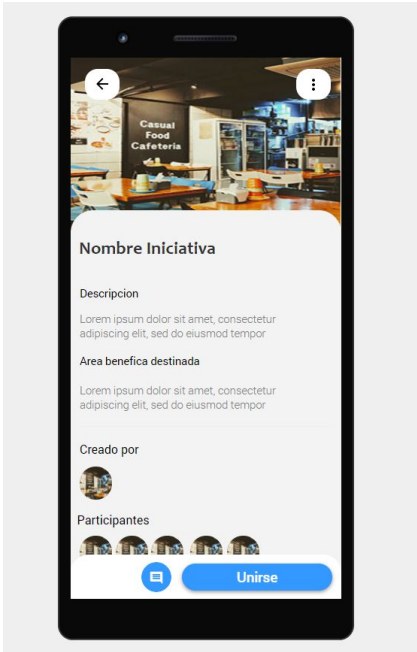 Casual
Food
Cafeteria
Nombre Iniciativa
Descripcion
Lorem ipsum dolor sit amet, consectetur
adipiscing elit, sed do eiusmod tempor
Area benefica destinada
Lorem ipsum dolor sit amet, consectetur
adipiscing elit, sed do eiusmod tempor
Creado por
Participantes
Unirse